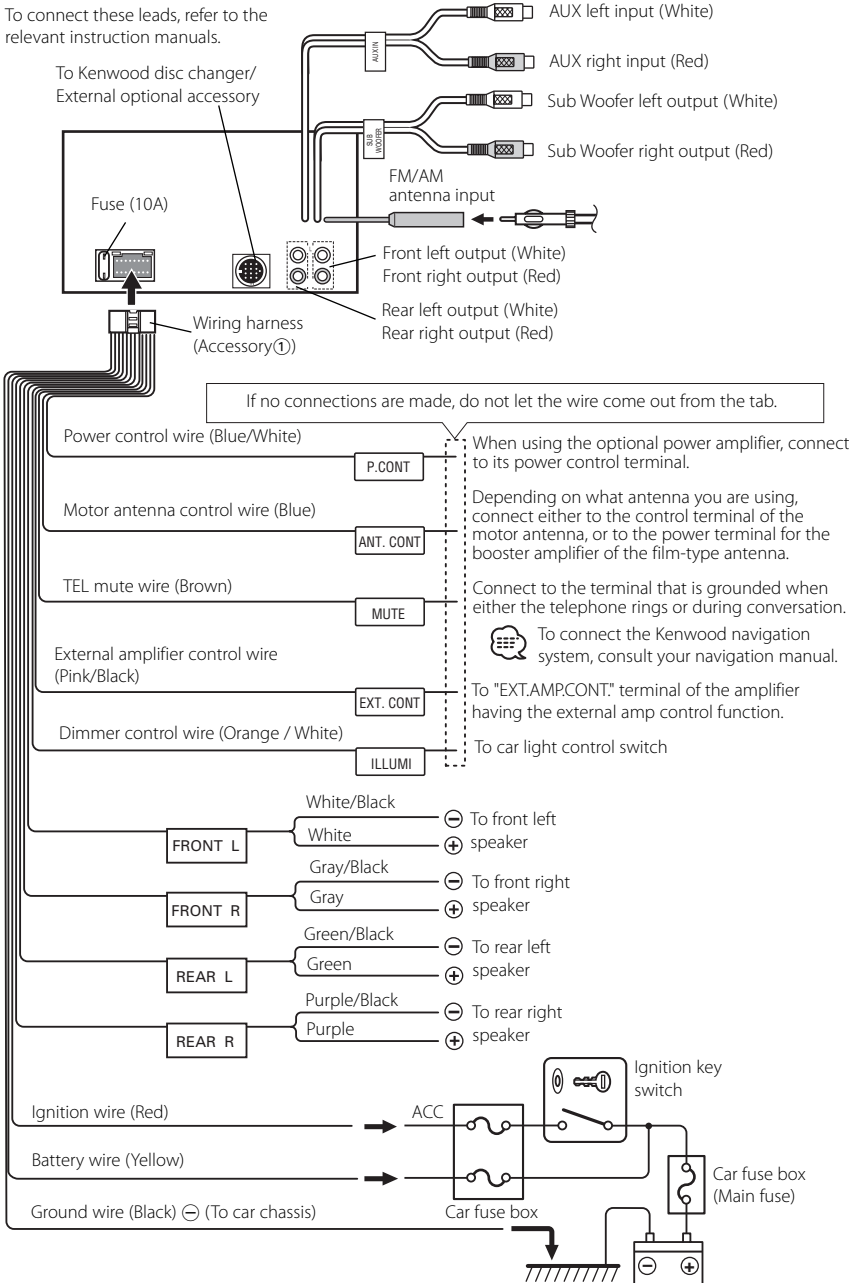 To connect these leads, refer to the
relevant instruction manuals.
To Kenwood disc changer/
External optional accessory
AUX IN
AUX left input (White)
AUX right input (Red)
SUB
WOOFER
Sub Woofer left output (White)
Sub Woofer right output (Red)
FM/AM
antenna input
Fuse (10A)
L
Front left output (White)
Front right output (Red)
Rear left output (White)
Rear right output (Red)
Wiring harness
(Accessory①)
If no connections are made, do not let the wire come out from the tab.
Power control wire (Blue/White)
P.CONT
When using the optional power amplifier, connect
to its power control terminal.
Motor antenna control wire (Blue)
ANT. CONT
Depending on what antenna you are using,
connect either to the control terminal of the
motor antenna, or to the power terminal for the
booster amplifier of the film-type antenna.
TEL mute wire (Brown)
MUTE
Connect to the terminal that is grounded when
either the telephone rings or during conversation.
To connect the Kenwood navigation
system, consult your navigation manual.
External amplifier control wire
(Pink/Black)
EXT. CONT
To "EXT.AMP.CONT." terminal of the amplifier
having the external amp control function.
Dimmer control wire (Orange / White)
ILLUMI
To car light control switch
FRONT L
White/Black
White
⊖ To front left
⊕ speaker
FRONT R
Gray/Black
Gray
⊖ To front right
⊕ speaker
REAR L
Green/Black
Green
⊖ To rear left
⊕ speaker
REAR R
Purple/Black
Purple
⊖ To rear right
⊕ speaker
Ignition key
switch
Ignition wire (Red)
ACC
Battery wire (Yellow)
Car fuse box
(Main fuse)
Ground wire (Black) ⊖ (To car chassis)
Car fuse box
⊖ ⊕